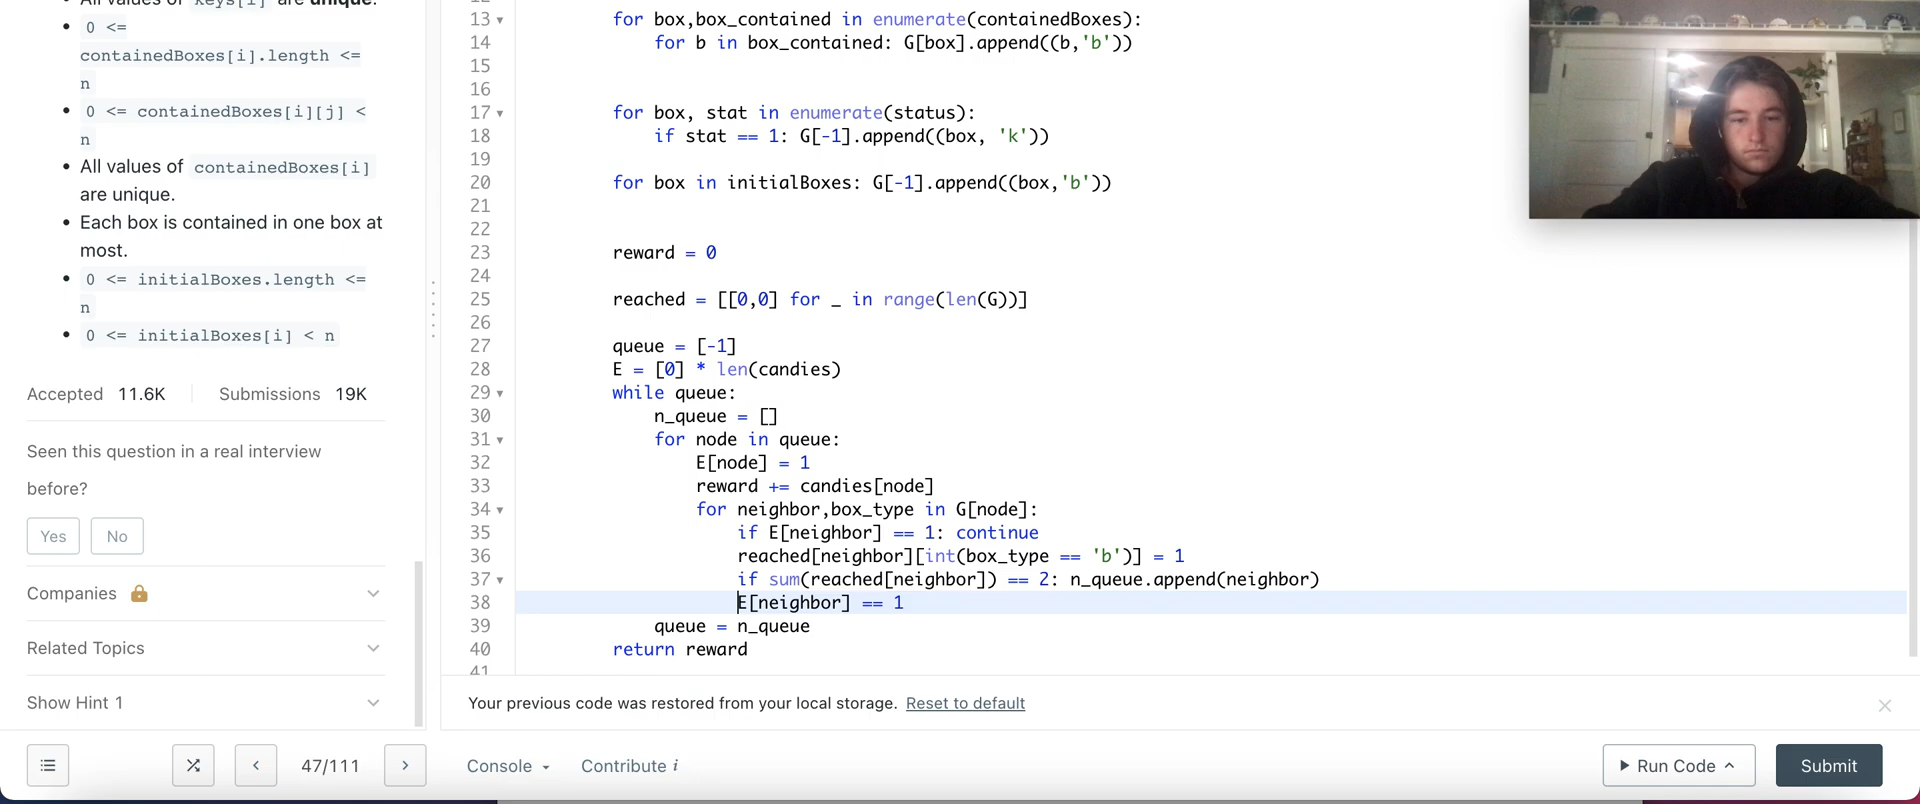 All values of keys[i] are unique.
0 <=
containedBoxes[i].length <=
n
0 <= containedBoxes[i][j] <
n
All values of containedBoxes[i]
are unique.
Each box is contained in one box at
most.
0 <= initialBoxes.length <=
n
0 <= initialBoxes[i] < n
Accepted 11.6K Submissions 19K
Seen this question in a real interview
before?
Yes No
Companies
Related Topics
Show Hint 1
47/111
12
13 for box,box_contained in enumerate(containedBoxes):
14 for b in box_contained: G[box].append((b,'b'))
15
16
17 for box, stat in enumerate(status):
18 if stat == 1: G[-1].append((box, 'k'))
19
20 for box in initialBoxes: G[-1].append((box,'b'))
21
22
23 reward = 0
24
25 reached = [[0,0] for _ in range(len(G))]
26
27 queue = [-1]
28 E = [0] * len(candies)
29 while queue:
30 n_queue = []
31 for node in queue:
32 E[node] = 1
33 reward += candies[node]
34 for neighbor,box_type in G[node]:
35 if E[neighbor] == 1: continue
36 reached[neighbor][int(box_type == 'b')] = 1
37 if sum(reached[neighbor]) == 2: n_queue.append(neighbor)
38 E[neighbor] == 1
39 queue = n_queue
40 return reward
41
Your previous code was restored from your local storage. Reset to default
Console Contribute i
Run Code Submit